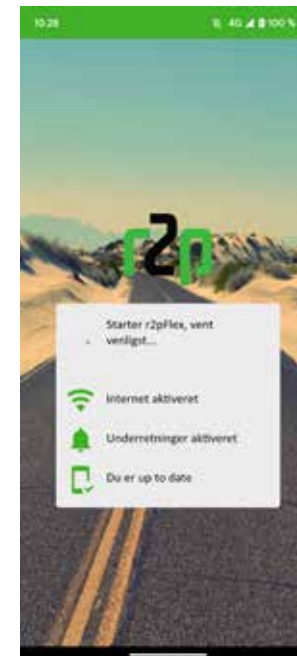 10.28
4G 100 %
r2p
Starter r2pFlex, vent
venligst...
Internet aktiveret
Underretninger aktiveret
Du er up to date